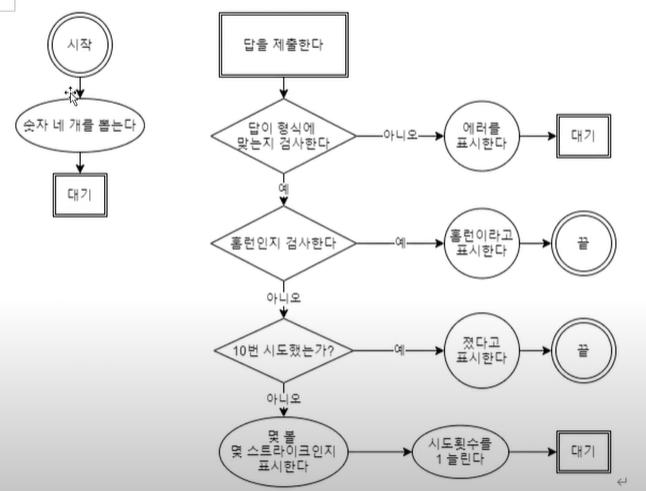 시작
숫자 네 개를 뽑는다
대기
답을 제출한다
답이 형식에
맞는지 검사한다
아니오
에러를
표시한다
대기
예
홈런인지 검사한다
예
홈런이라고
표시한다
끝
아니오
10번 시도했는가?
예
졌다고
표시한다
끝
아니오
몇 볼
몇 스트라이크인지
표시한다
시도횟수를
1 늘린다
대기